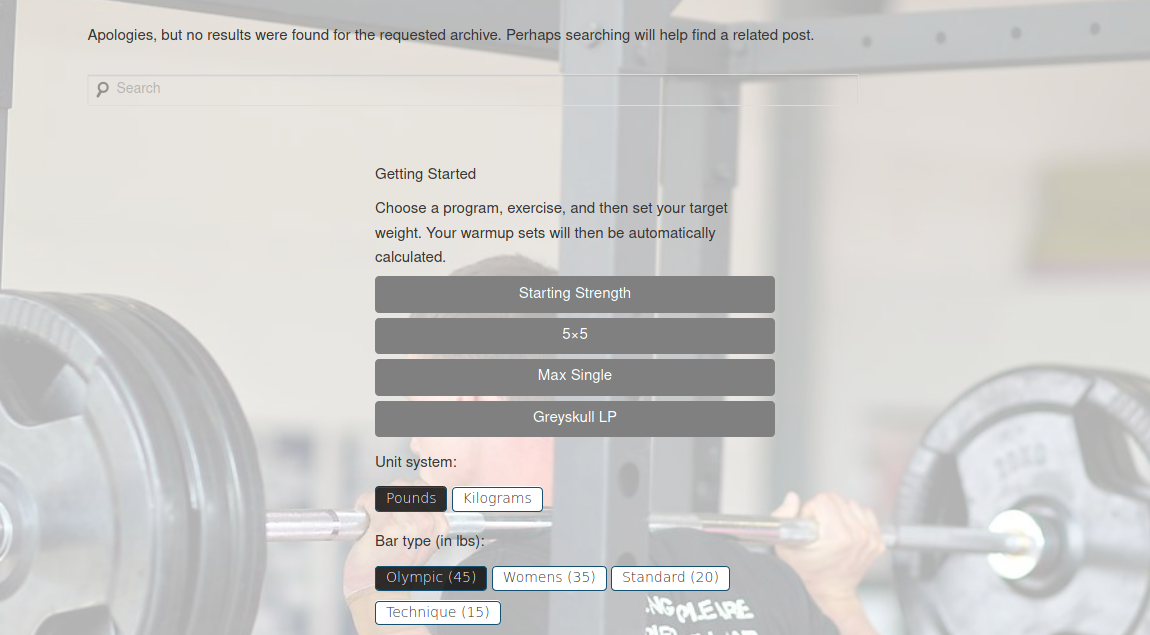 Apologies, but no results were found for the requested archive. Perhaps searching will help find a related post.
Search
Getting Started
Choose a program, exercise, and then set your target
weight. Your warmup sets will then be automatically
calculated.
Starting Strength
5×5
Max Single
Greyskull LP
Unit system:
Pounds Kilograms
Bar type (in lbs):
Olympic (45) Womens (35) Standard (20)
Technique (15)